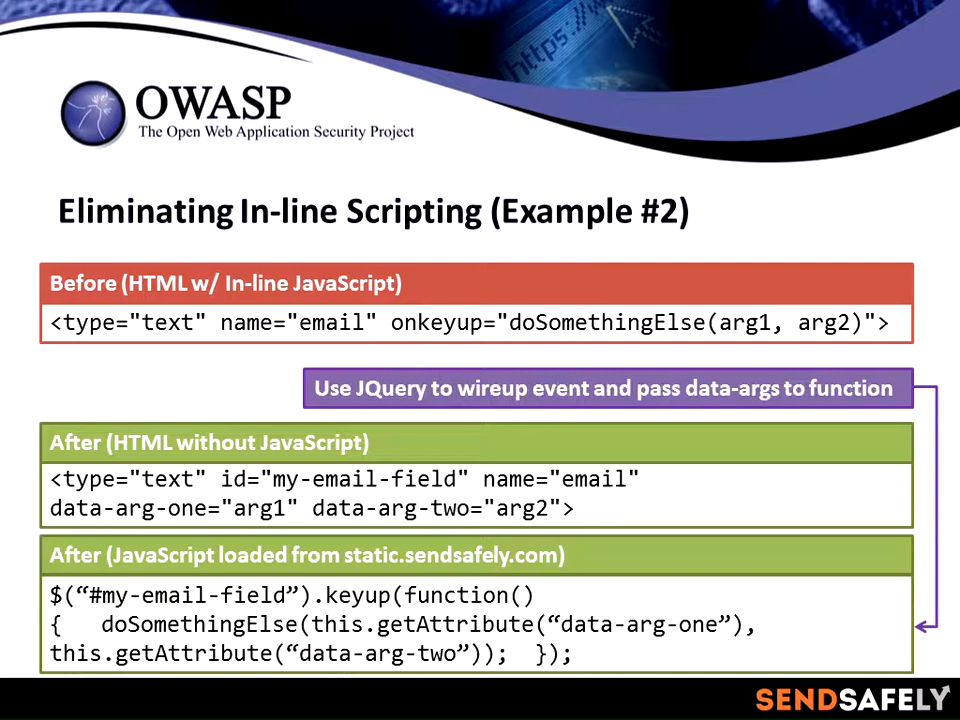 https://
OWASP
The Open Web Application Security Project
Eliminating In-line Scripting (Example #2)
Before (HTML w/ In-line JavaScript)
<type="text" name="email" onkeyup="doSomethingElse(arg1, arg2)">
Use JQuery to wireup event and pass data-args to function
After (HTML without JavaScript)
<type="text" id="my-email-field" name="email"
data-arg-one="arg1" data-arg-two="arg2">
After (JavaScript loaded from static.sendsafely.com)
$(“#my-email-field”).keyup(function()
{   doSomethingElse(this.getAttribute(“data-arg-one”),
this.getAttribute(“data-arg-two”));  });
SENDSAFELY